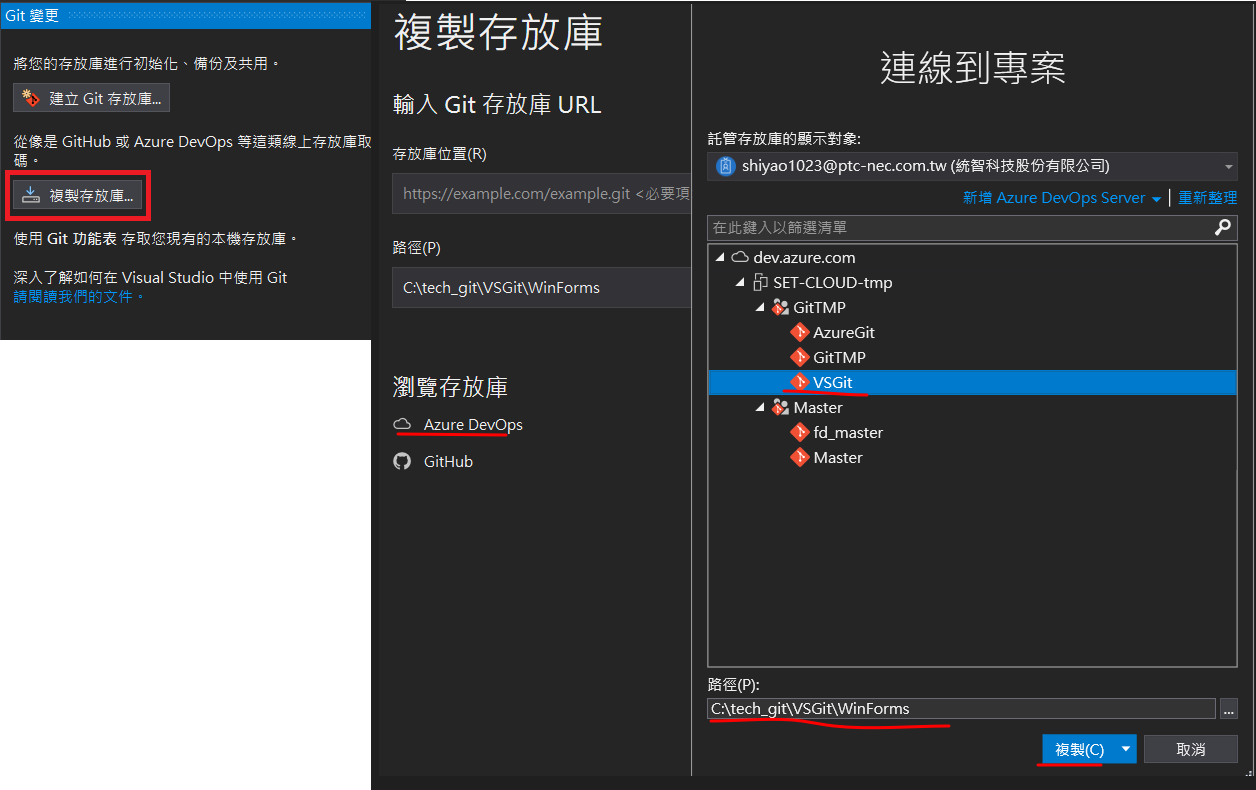 Git 變更
將您的存放庫進行初始化、備份及共用。
建立 Git 存放庫...
從像是 GitHub 或 Azure DevOps 等這類線上存放庫取
碼。
複製存放庫...
使用 Git 功能表 存取您現有的本機存放庫。
深入了解如何在 Visual Studio 中使用 Git
請閱讀我們的文件。
複製存放庫
輸入 Git 存放庫 URL
存放庫位置(R)
https://example.com/example.git <必要項
路徑(P)
C:\tech_git\VSGit\WinForms
瀏覽存放庫
Azure DevOps
GitHub
連線到專案
託管存放庫的顯示對象:
shiyao1023@ptc-nec.com.tw (統智科技股份有限公司)
新增 Azure DevOps Server | 重新整理
在此鍵入以篩選清單
dev.azure.com
SET-CLOUD-tmp
GitTMP
AzureGit
GitTMP
VSGit
Master
fd_master
Master
路徑(P):
C:\tech_git\VSGit\WinForms
...
複製(C)
取消